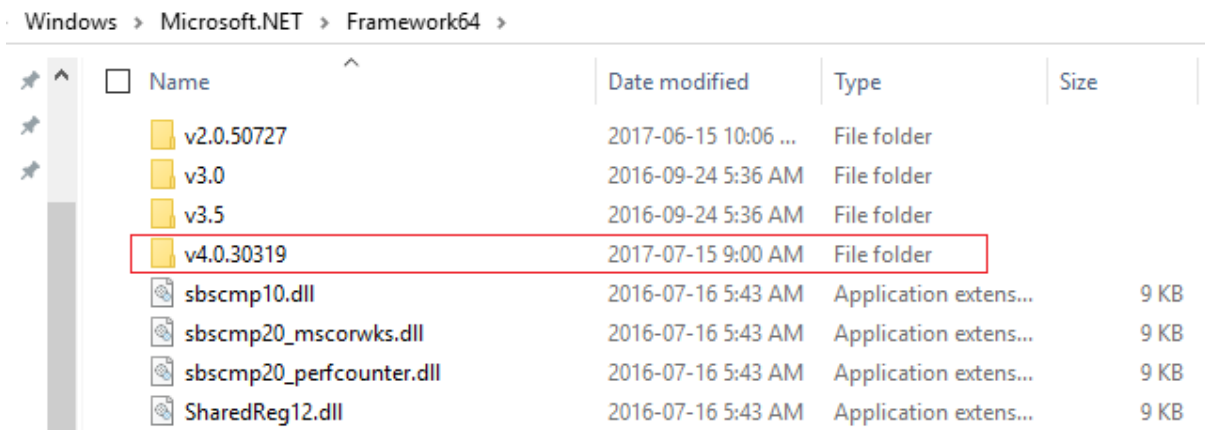 Windows > Microsoft.NET > Framework64 >
Name Date modified Type Size
v2.0.50727 2017-06-15 10:06 ... File folder
v3.0 2016-09-24 5:36 AM File folder
v3.5 2016-09-24 5:36 AM File folder
v4.0.30319 2017-07-15 9:00 AM File folder
sbscmp10.dll 2016-07-16 5:43 AM Application extens... 9 KB
sbscmp20_mscorwks.dll 2016-07-16 5:43 AM Application extens... 9 KB
sbscmp20_perfcounter.dll 2016-07-16 5:43 AM Application extens... 9 KB
SharedReg12.dll 2016-07-16 5:43 AM Application extens... 9 KB